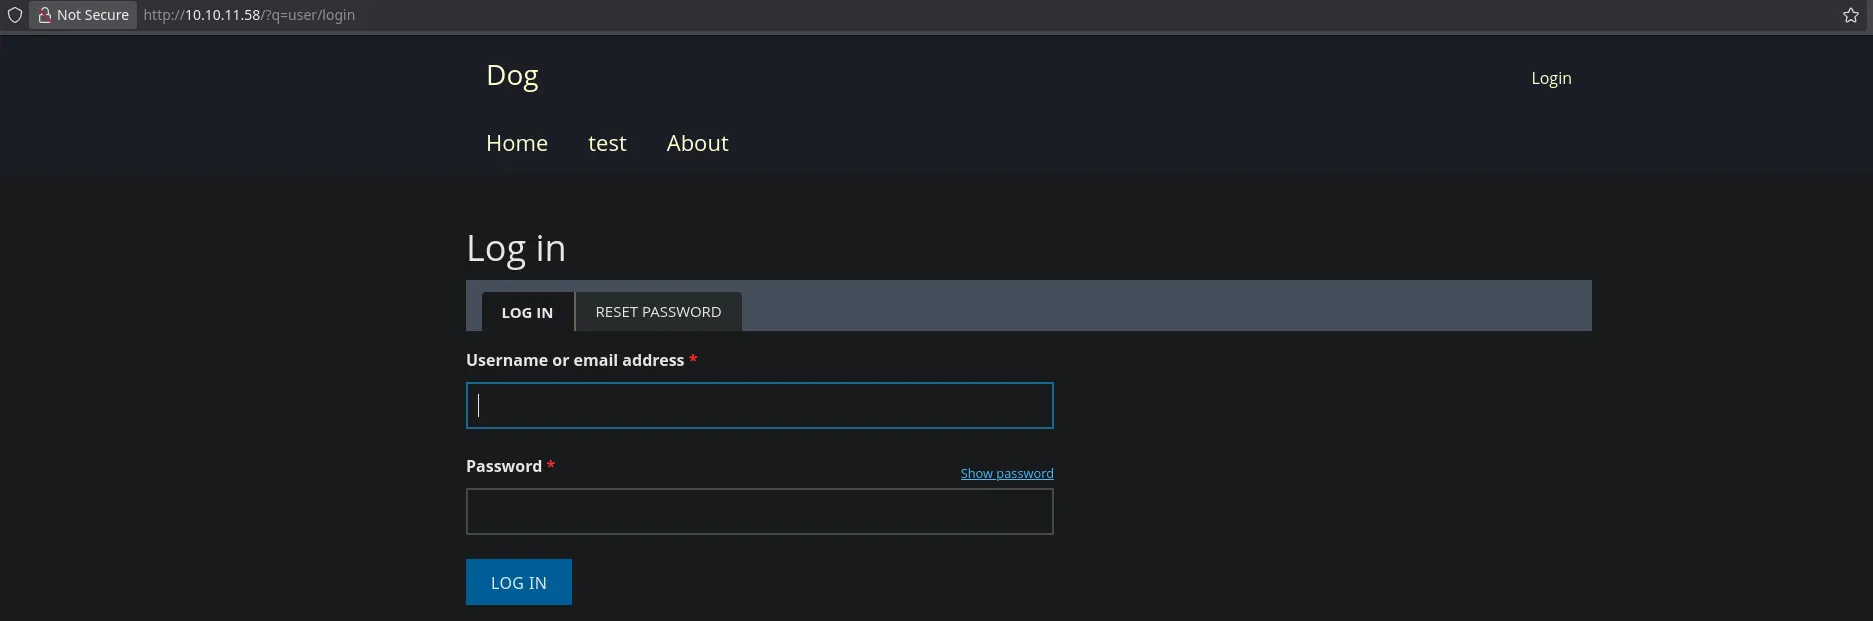 Not Secure http://10.10.11.58/?q=user/login
Dog
Login
Home test About
Log in
LOG IN RESET PASSWORD
Username or email address *
Password *
Show password
LOG IN